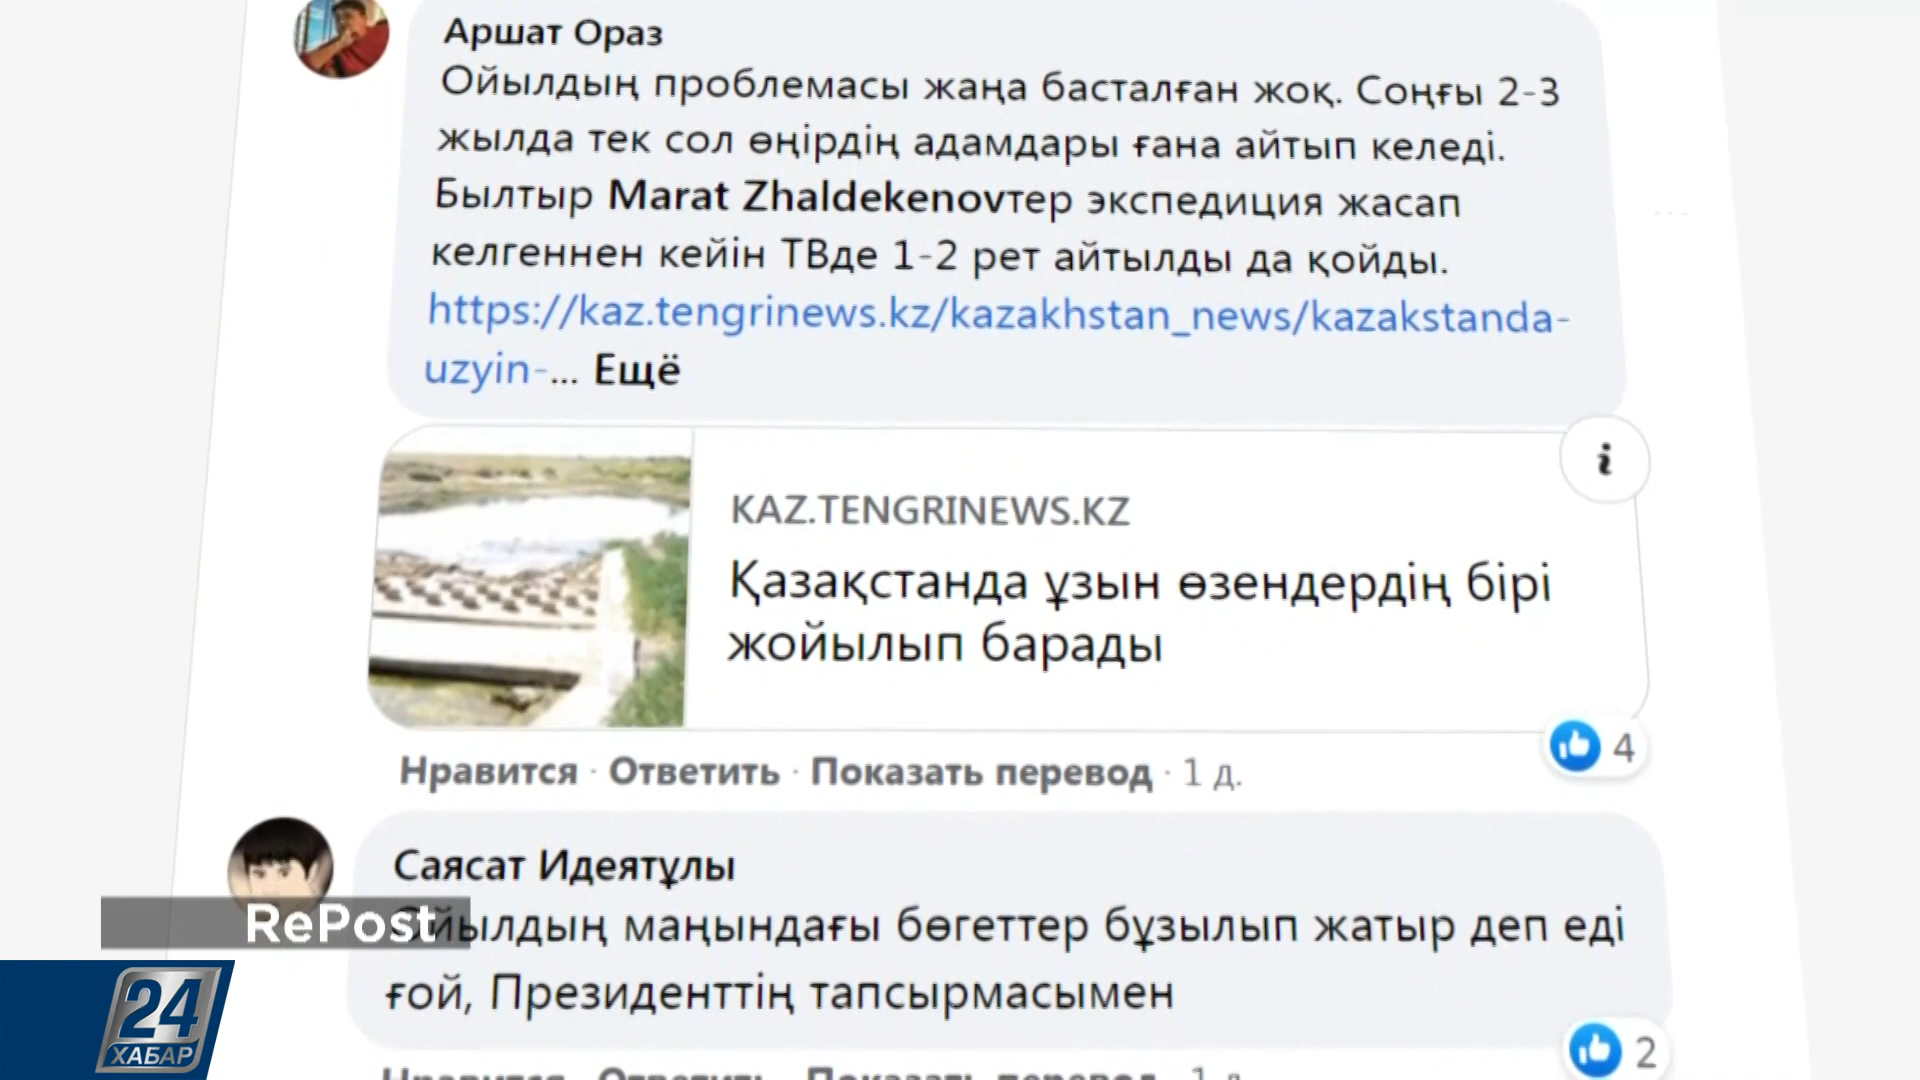 Аршат Ораз
Ойылдың проблемасы жаңа басталған жоқ. Соңғы 2-3
жылда тек сол өңірдің адамдары ғана айтып келеді.
Былтыр Marat Zhaldekenovтер экспедиция жасап
келгеннен кейін ТВде 1-2 рет айтылды да қойды.
https://kaz.tengrinews.kz/kazakhstan_news/kazakstanda-
uzyin-... Ещё
KAZ.TENGRINEWS.KZ
Қазақстанда ұзын өзендердің бірі
жойылып барады
4
Нравится · Ответить · Показать перевод · 1 д.
Саясат Идеятұлы
RePost
Ойылдың маңындағы бөгеттер бұзылып жатыр деп еді
ғой, Президенттің тапсырмасымен
24
ХАБАР
2
Нравится Ответить Показать перевод 1 д